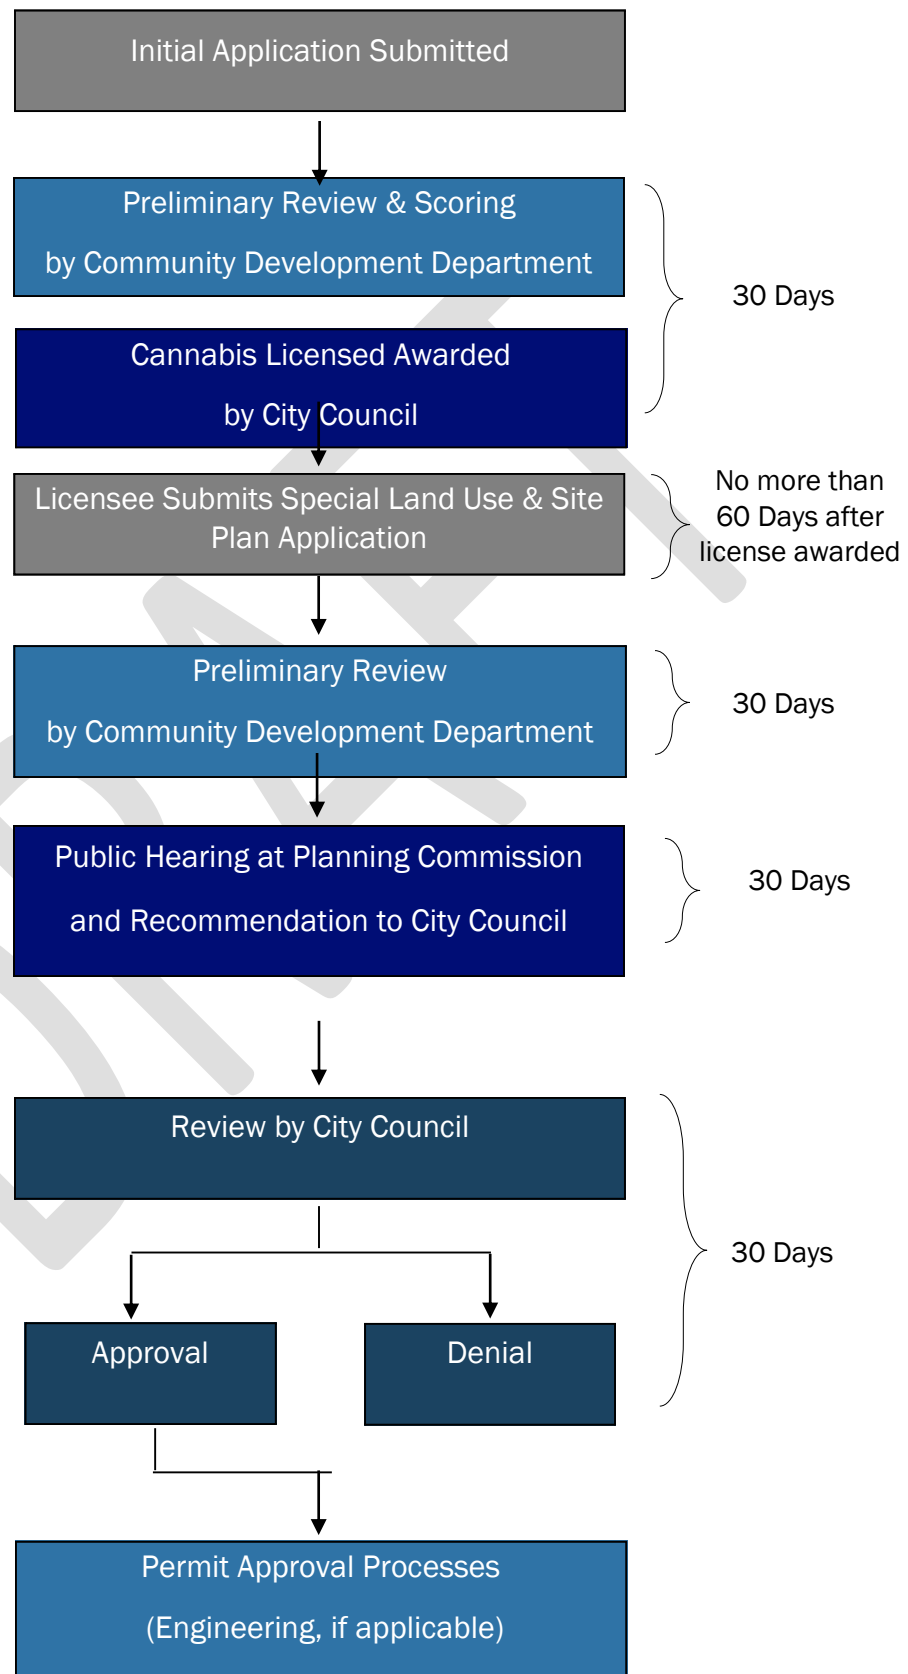 Initial Application Submitted
Preliminary Review & Scoring
by Community Development Department
30 Days
Cannabis Licensed Awarded
by City Council
Licensee Submits Special Land Use & Site
Plan Application
No more than
60 Days after
license awarded
Preliminary Review
by Community Development Department
30 Days
Public Hearing at Planning Commission
and Recommendation to City Council
30 Days
Review by City Council
30 Days
Approval
Denial
Permit Approval Processes
(Engineering, if applicable)
DRAFT